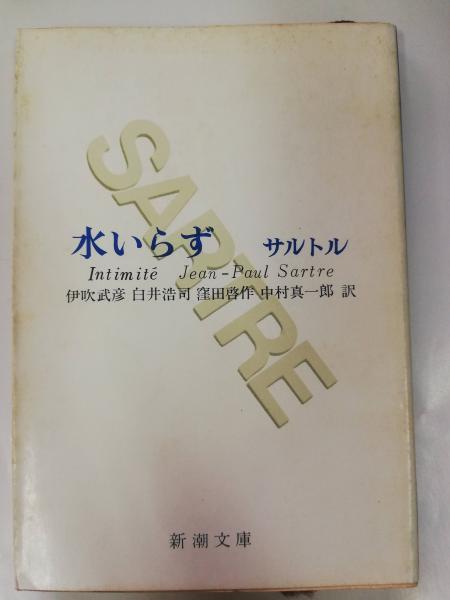 SARTRE
水いらず サルトル
Intimité Jean-Paul Sartre
伊吹武彦 白井浩司 窪田啓作 中村真一郎 訳
新潮文庫